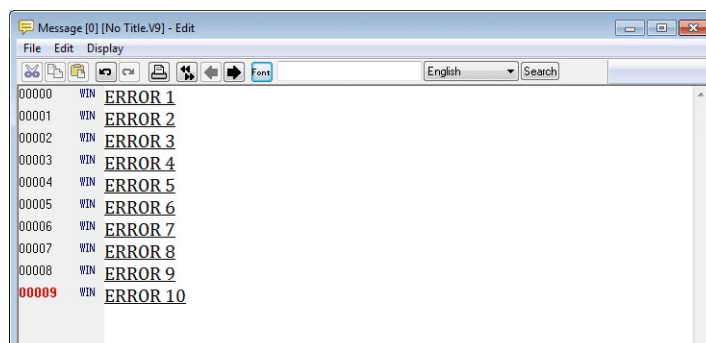 Message [0] [No Title.V9] - Edit
File Edit Display
Font English Search
00000 WIN ERROR 1
00001 WIN ERROR 2
00002 WIN ERROR 3
00003 WIN ERROR 4
00004 WIN ERROR 5
00005 WIN ERROR 6
00006 WIN ERROR 7
00007 WIN ERROR 8
00008 WIN ERROR 9
00009 WIN ERROR 10